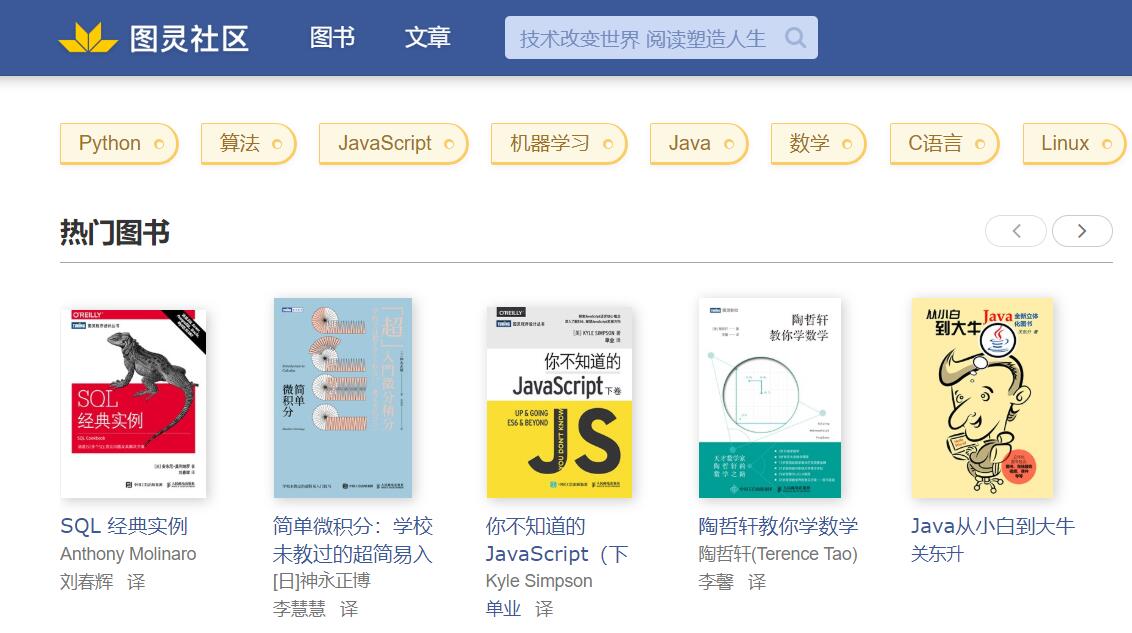 图灵社区 图书 文章 技术改变世界 阅读塑造人生
Python 算法 JavaScript 机器学习 Java 数学 C语言 Linux
热门图书
O'REILLY
SQL
经典实例
SQL Cookbook
「超」入門微分積分
简单
微积分
O'REILLY
[美] KYLE SIMPSON 著
单业 译
你不知道的
JavaScript 下卷
UP & GOING
ES6 & BEYOND
YOU DON'T KNOW
JS
陶哲轩
教你学数学
天才数学家
陶哲轩的
数学之路
从小白
到大牛
Java 全新立体
化图书
关东升 著
SQL 经典实例
Anthony Molinaro
刘春辉 译
简单微积分：学校
未教过的超简易入
[日]神永正博
李慧慧 译
你不知道的
JavaScript（下
Kyle Simpson
单业 译
陶哲轩教你学数学
陶哲轩(Terence Tao)
李馨 译
Java从小白到大牛
关东升